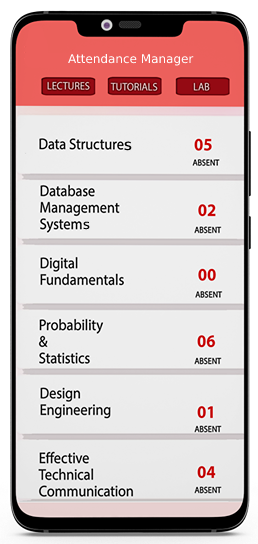 Attendance Manager
LECTURES TUTORIALS LAB
Data Structures 05
ABSENT
Database
Management 02
Systems ABSENT
Digital 00
Fundamentals
ABSENT
Probability
& 06
Statistics ABSENT
Design
Engineering 01
ABSENT
Effective
Technical 04
Communication ABSENT